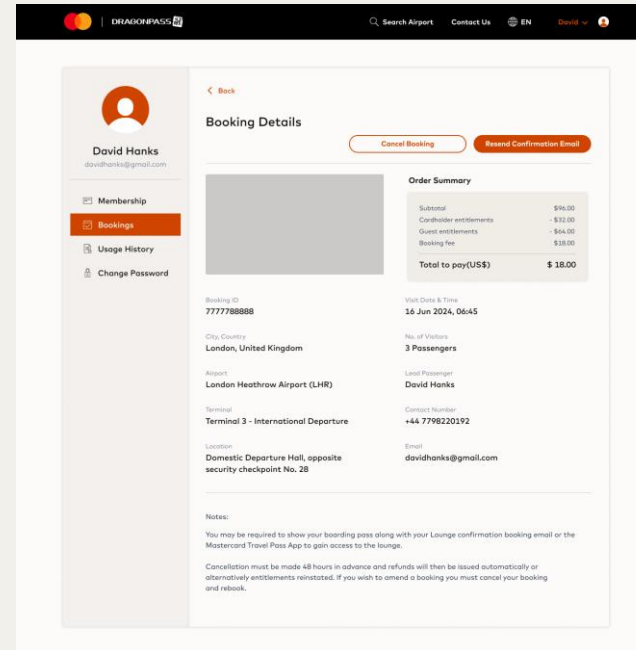 DRAGONPASS
Search Airport
Contact Us
EN
David
David Hanks
davidhanks@gmail.com
Membership
Bookings
Usage History
Change Password
Back
Booking Details
Cancel Booking
Resend Confirmation Email
Order Summary
Subtotal $96.00
Cardholder entitlements - $32.00
Guest entitlements - $64.00
Booking fee $18.00
Total to pay(US$) $ 18.00
Booking ID
7777788888
Visit Date & Time
16 Jun 2024, 06:45
City, Country
London, United Kingdom
No. of Visitors
3 Passengers
Airport
London Heathrow Airport (LHR)
Lead Passenger
David Hanks
Terminal
Terminal 3 - International Departure
Contact Number
+44 7798220192
Location
Domestic Departure Hall, opposite
security checkpoint No. 28
Email
davidhanks@gmail.com
Notes:
You may be required to show your boarding pass along with your Lounge confirmation booking email or the
Mastercard Travel Pass App to gain access to the lounge.
Cancellation must be made 48 hours in advance and refunds will then be issued automatically or
alternatively entitlements reinstated. If you wish to amend a booking you must cancel your booking
and rebook.